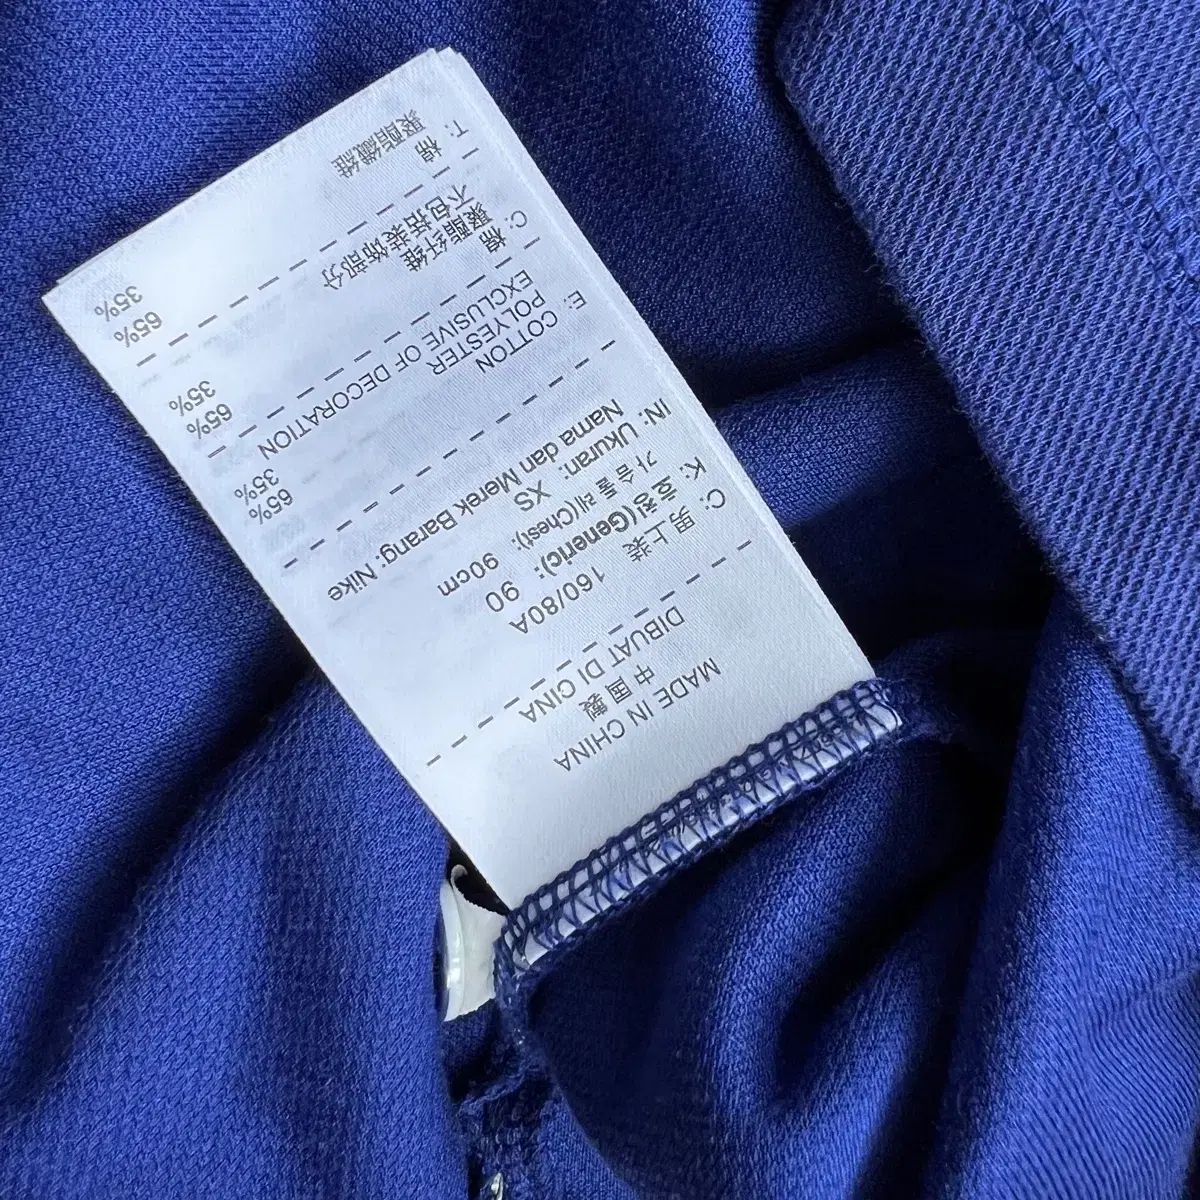 MADE IN CHINA
中國製
DIBUAT DI CINA
C: 男上装 160/80A
K: 호칭(Generic): 90
가슴둘레(Chest): 90cm
IN: Ukuran: XS
Nama dan Merek Barang: Nike
E: COTTON 65%
POLYESTER 35%
EXCLUSIVE OF DECORATION
C: 棉 65%
聚酯纤维 35%
不包括装饰部分
T: 棉 65%
聚酯纖維 35%